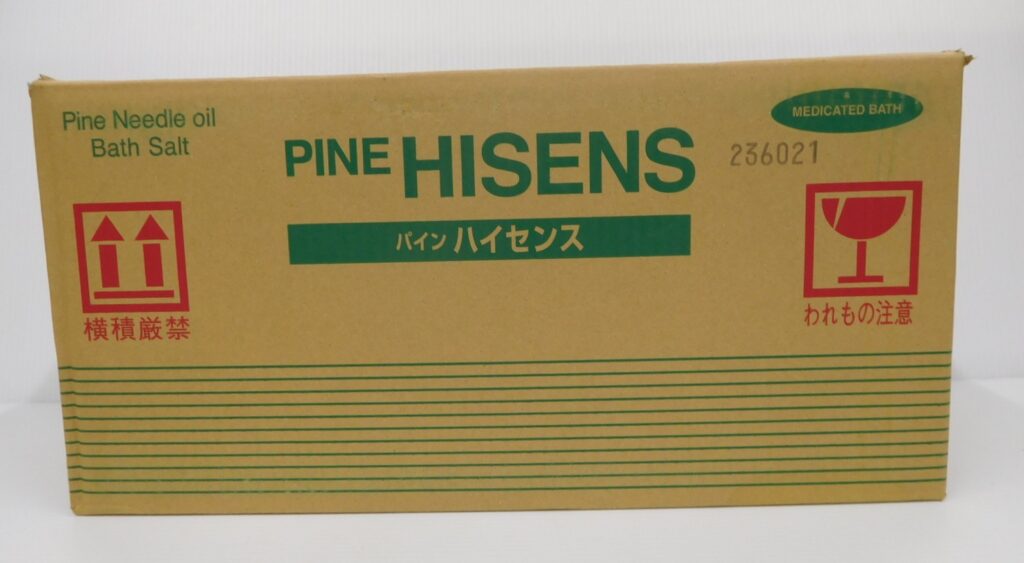 Pine Needle oil
Bath Salt
PINE HISENS
MEDICATED BATH
236021
パイン ハイセンス
横積厳禁
われもの注意